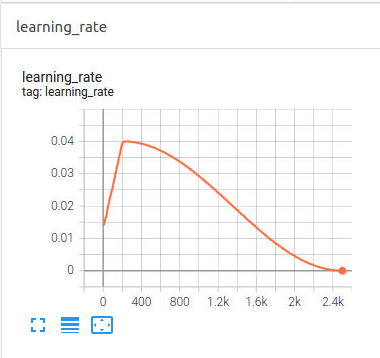 learning_rate
learning_rate
tag: learning_rate
0.04
0.03
0.02
0.01
0
0 400 800 1.2k 1.6k 2k 2.4k